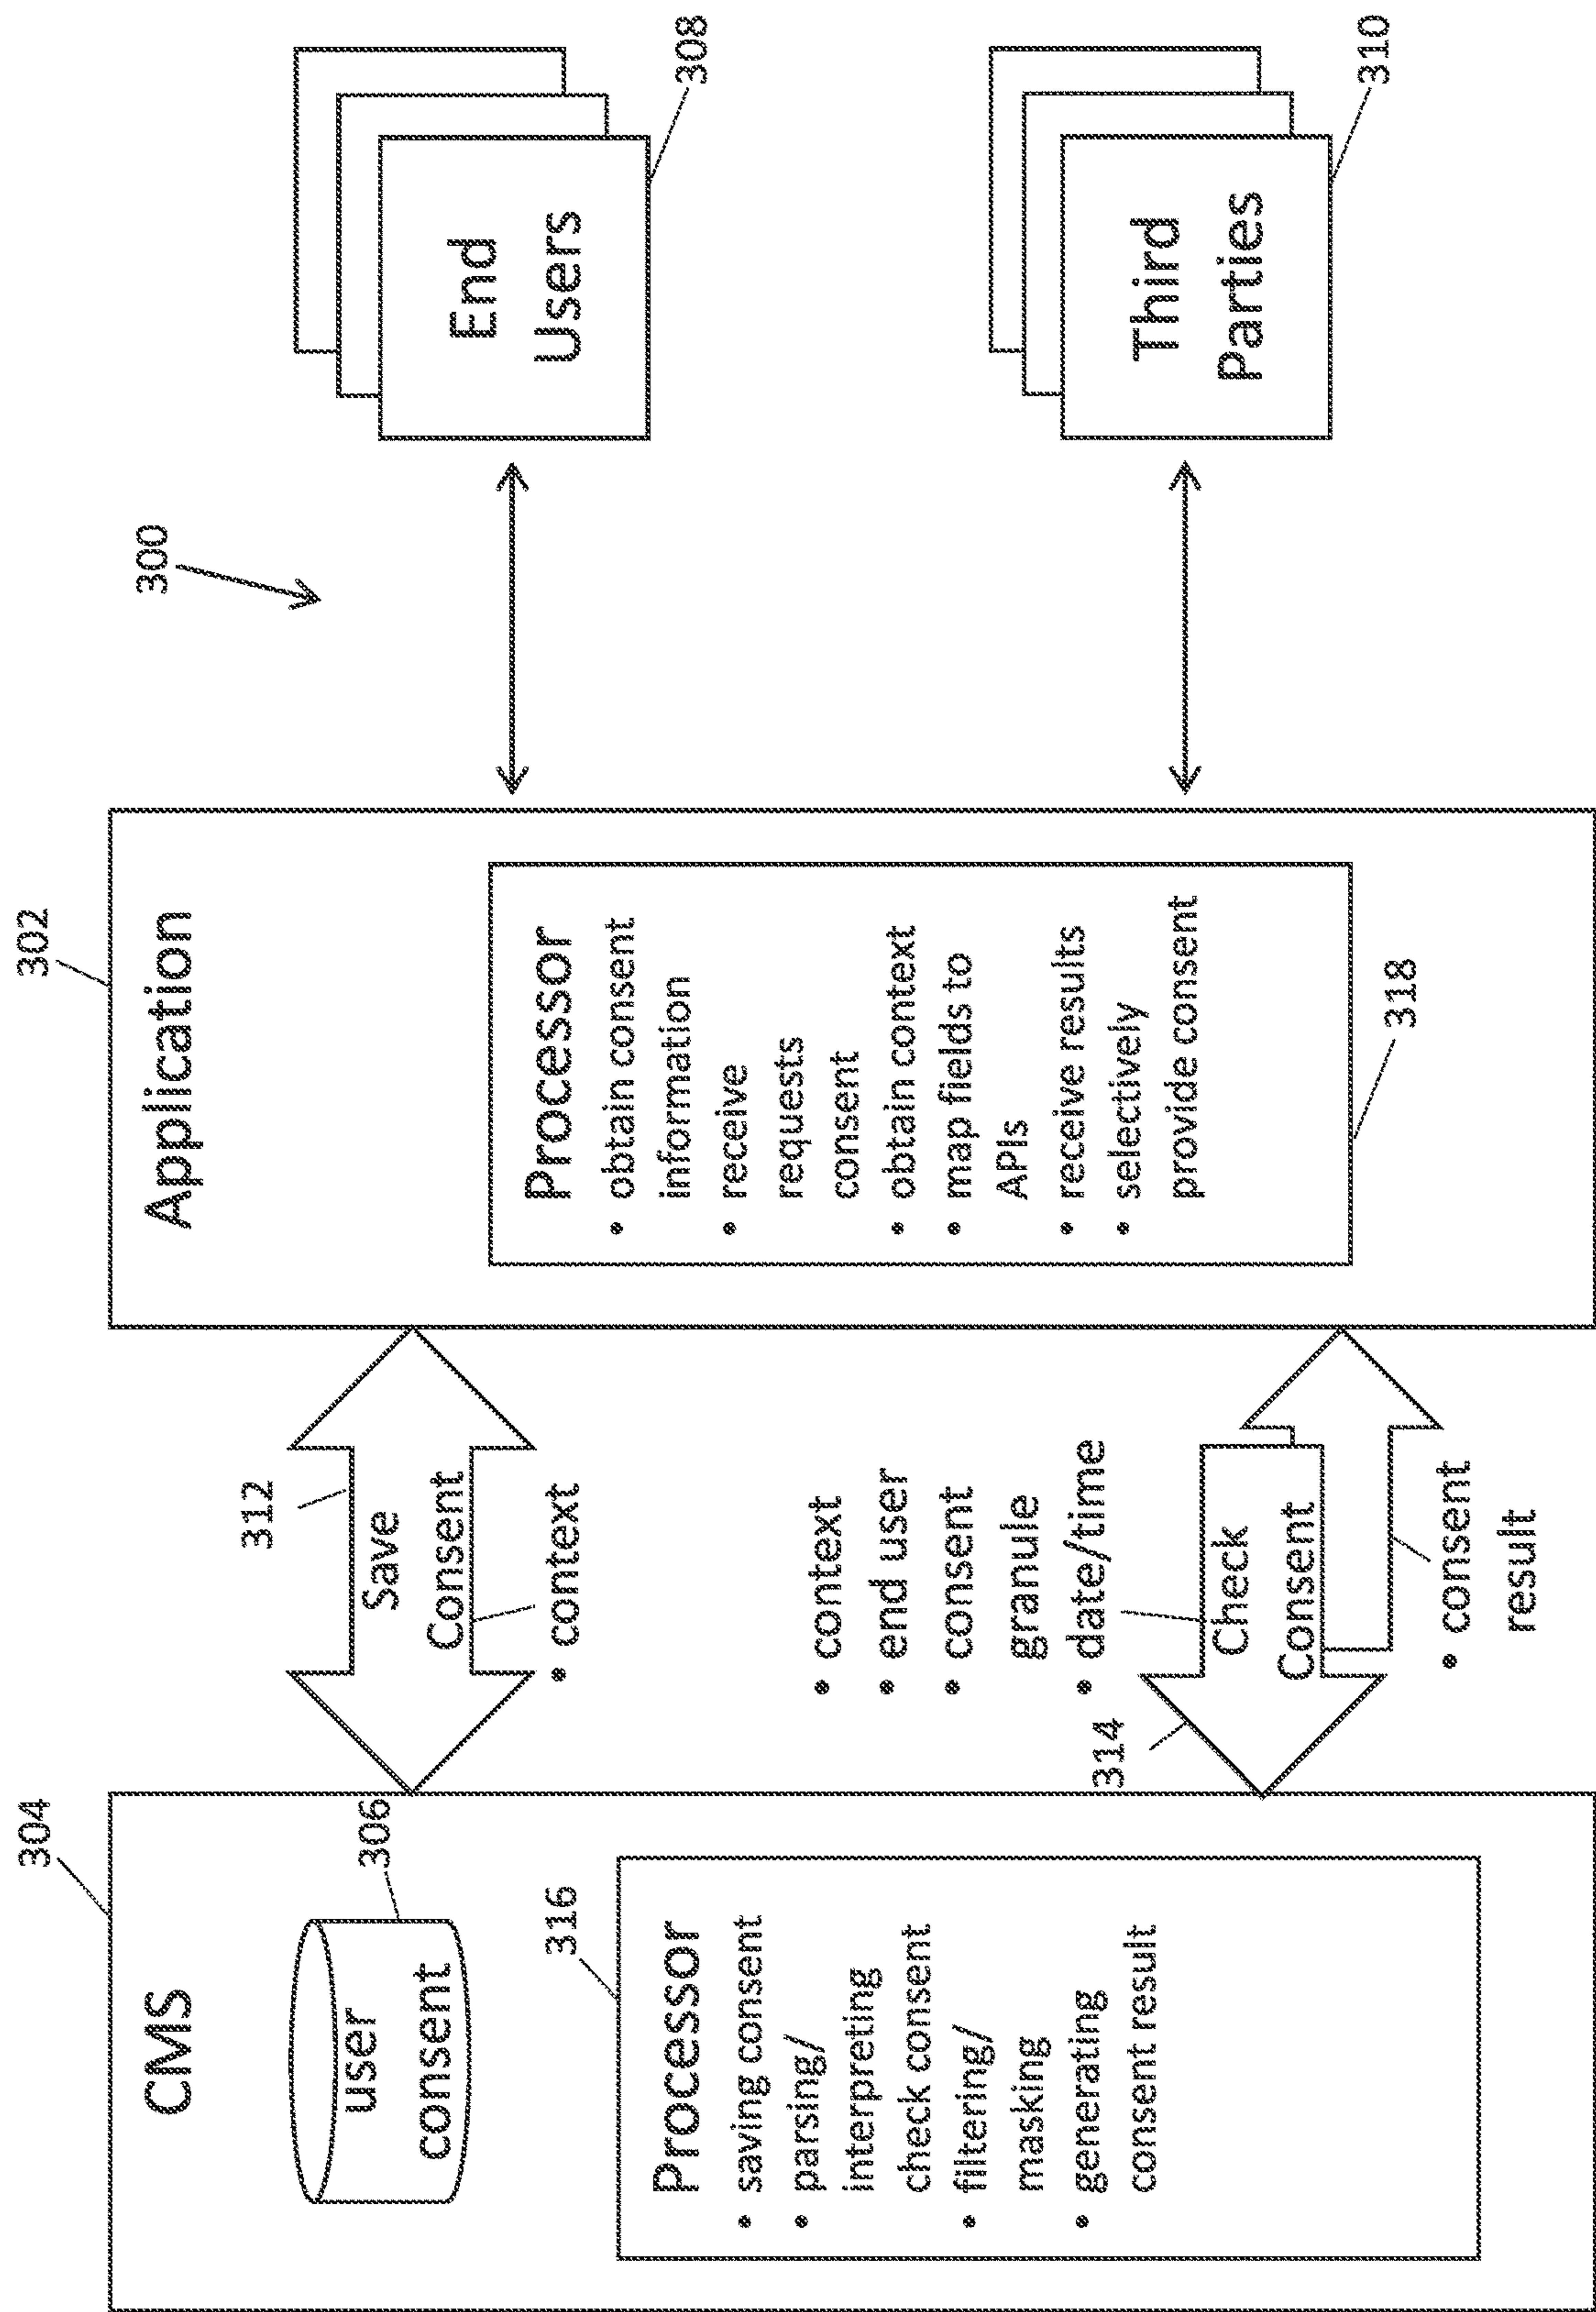 300
304
CMS
306
user
consent
316
Processor
• saving consent
• parsing/
interpreting
check consent
• filtering/
masking
• generating
consent result
312
Save
Consent
• context
• context
• end user
• consent
granule
• date/time
314
Check
Consent
• consent
result
302
Application
Processor
• obtain consent
information
• receive
requests
consent
• obtain context
• map fields to
APIs
• receive results
• selectively
provide consent
318
End
Users
308
Third
Parties
310